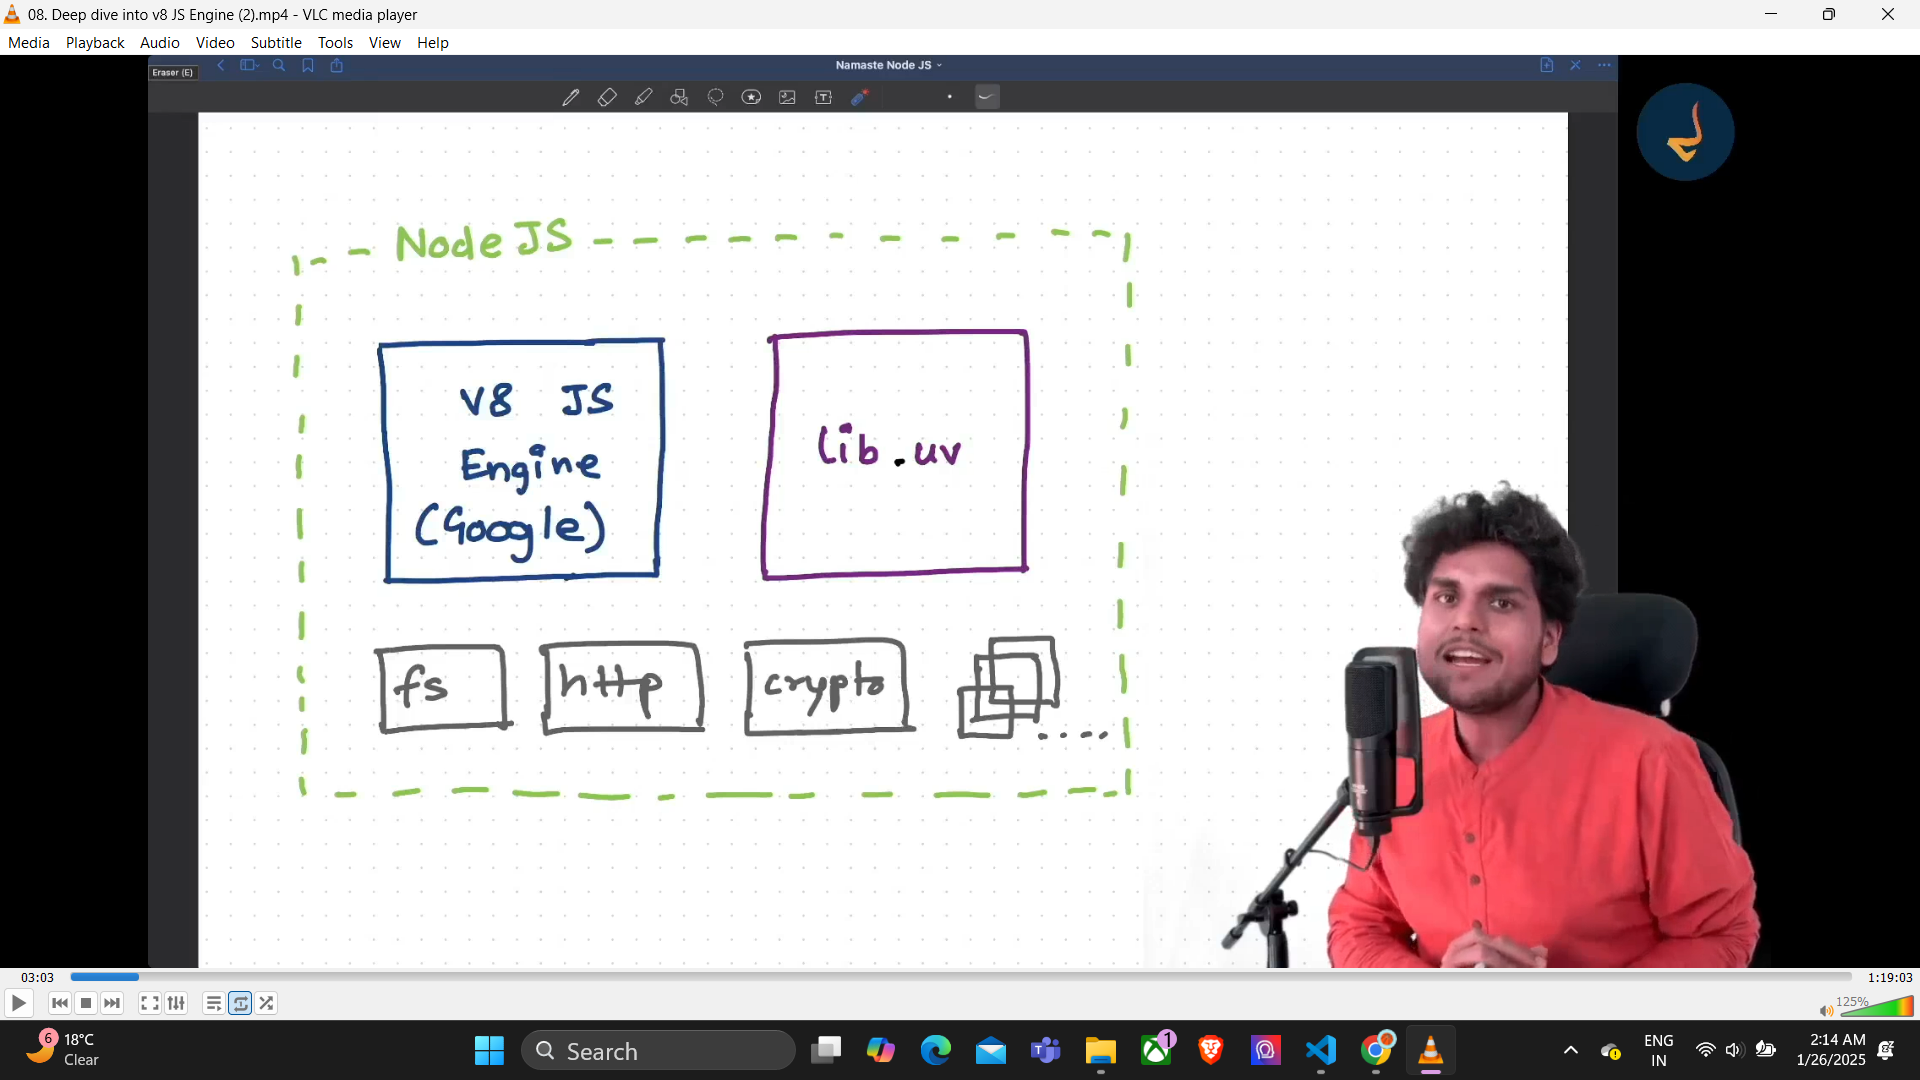 08. Deep dive into v8 JS Engine (2).mp4 - VLC media player
Media Playback Audio Video Subtitle Tools View Help
Eraser (E)
Namaste Node JS
Node JS
V8 JS
Engine
(Google)
lib.uv
fs
http
crypto
03:03
1:19:03
125%
6
18°C
Clear
Search
1
ENG
IN
2:14 AM
1/26/2025